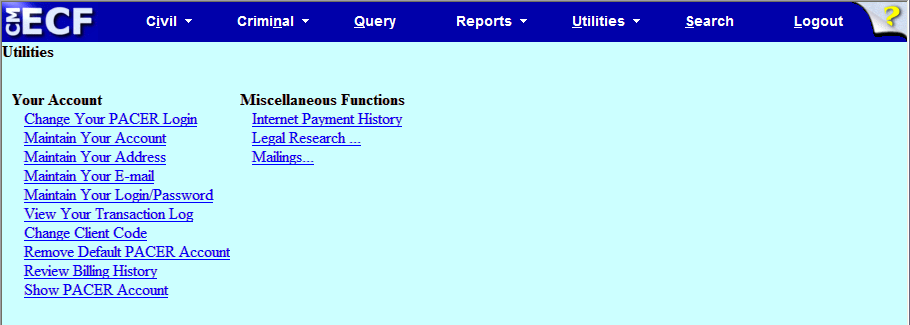 CM ECF Civil Criminal Query Reports Utilities Search Logout ?
Utilities
Your Account
Change Your PACER Login
Maintain Your Account
Maintain Your Address
Maintain Your E-mail
Maintain Your Login/Password
View Your Transaction Log
Change Client Code
Remove Default PACER Account
Review Billing History
Show PACER Account
Miscellaneous Functions
Internet Payment History
Legal Research ...
Mailings...